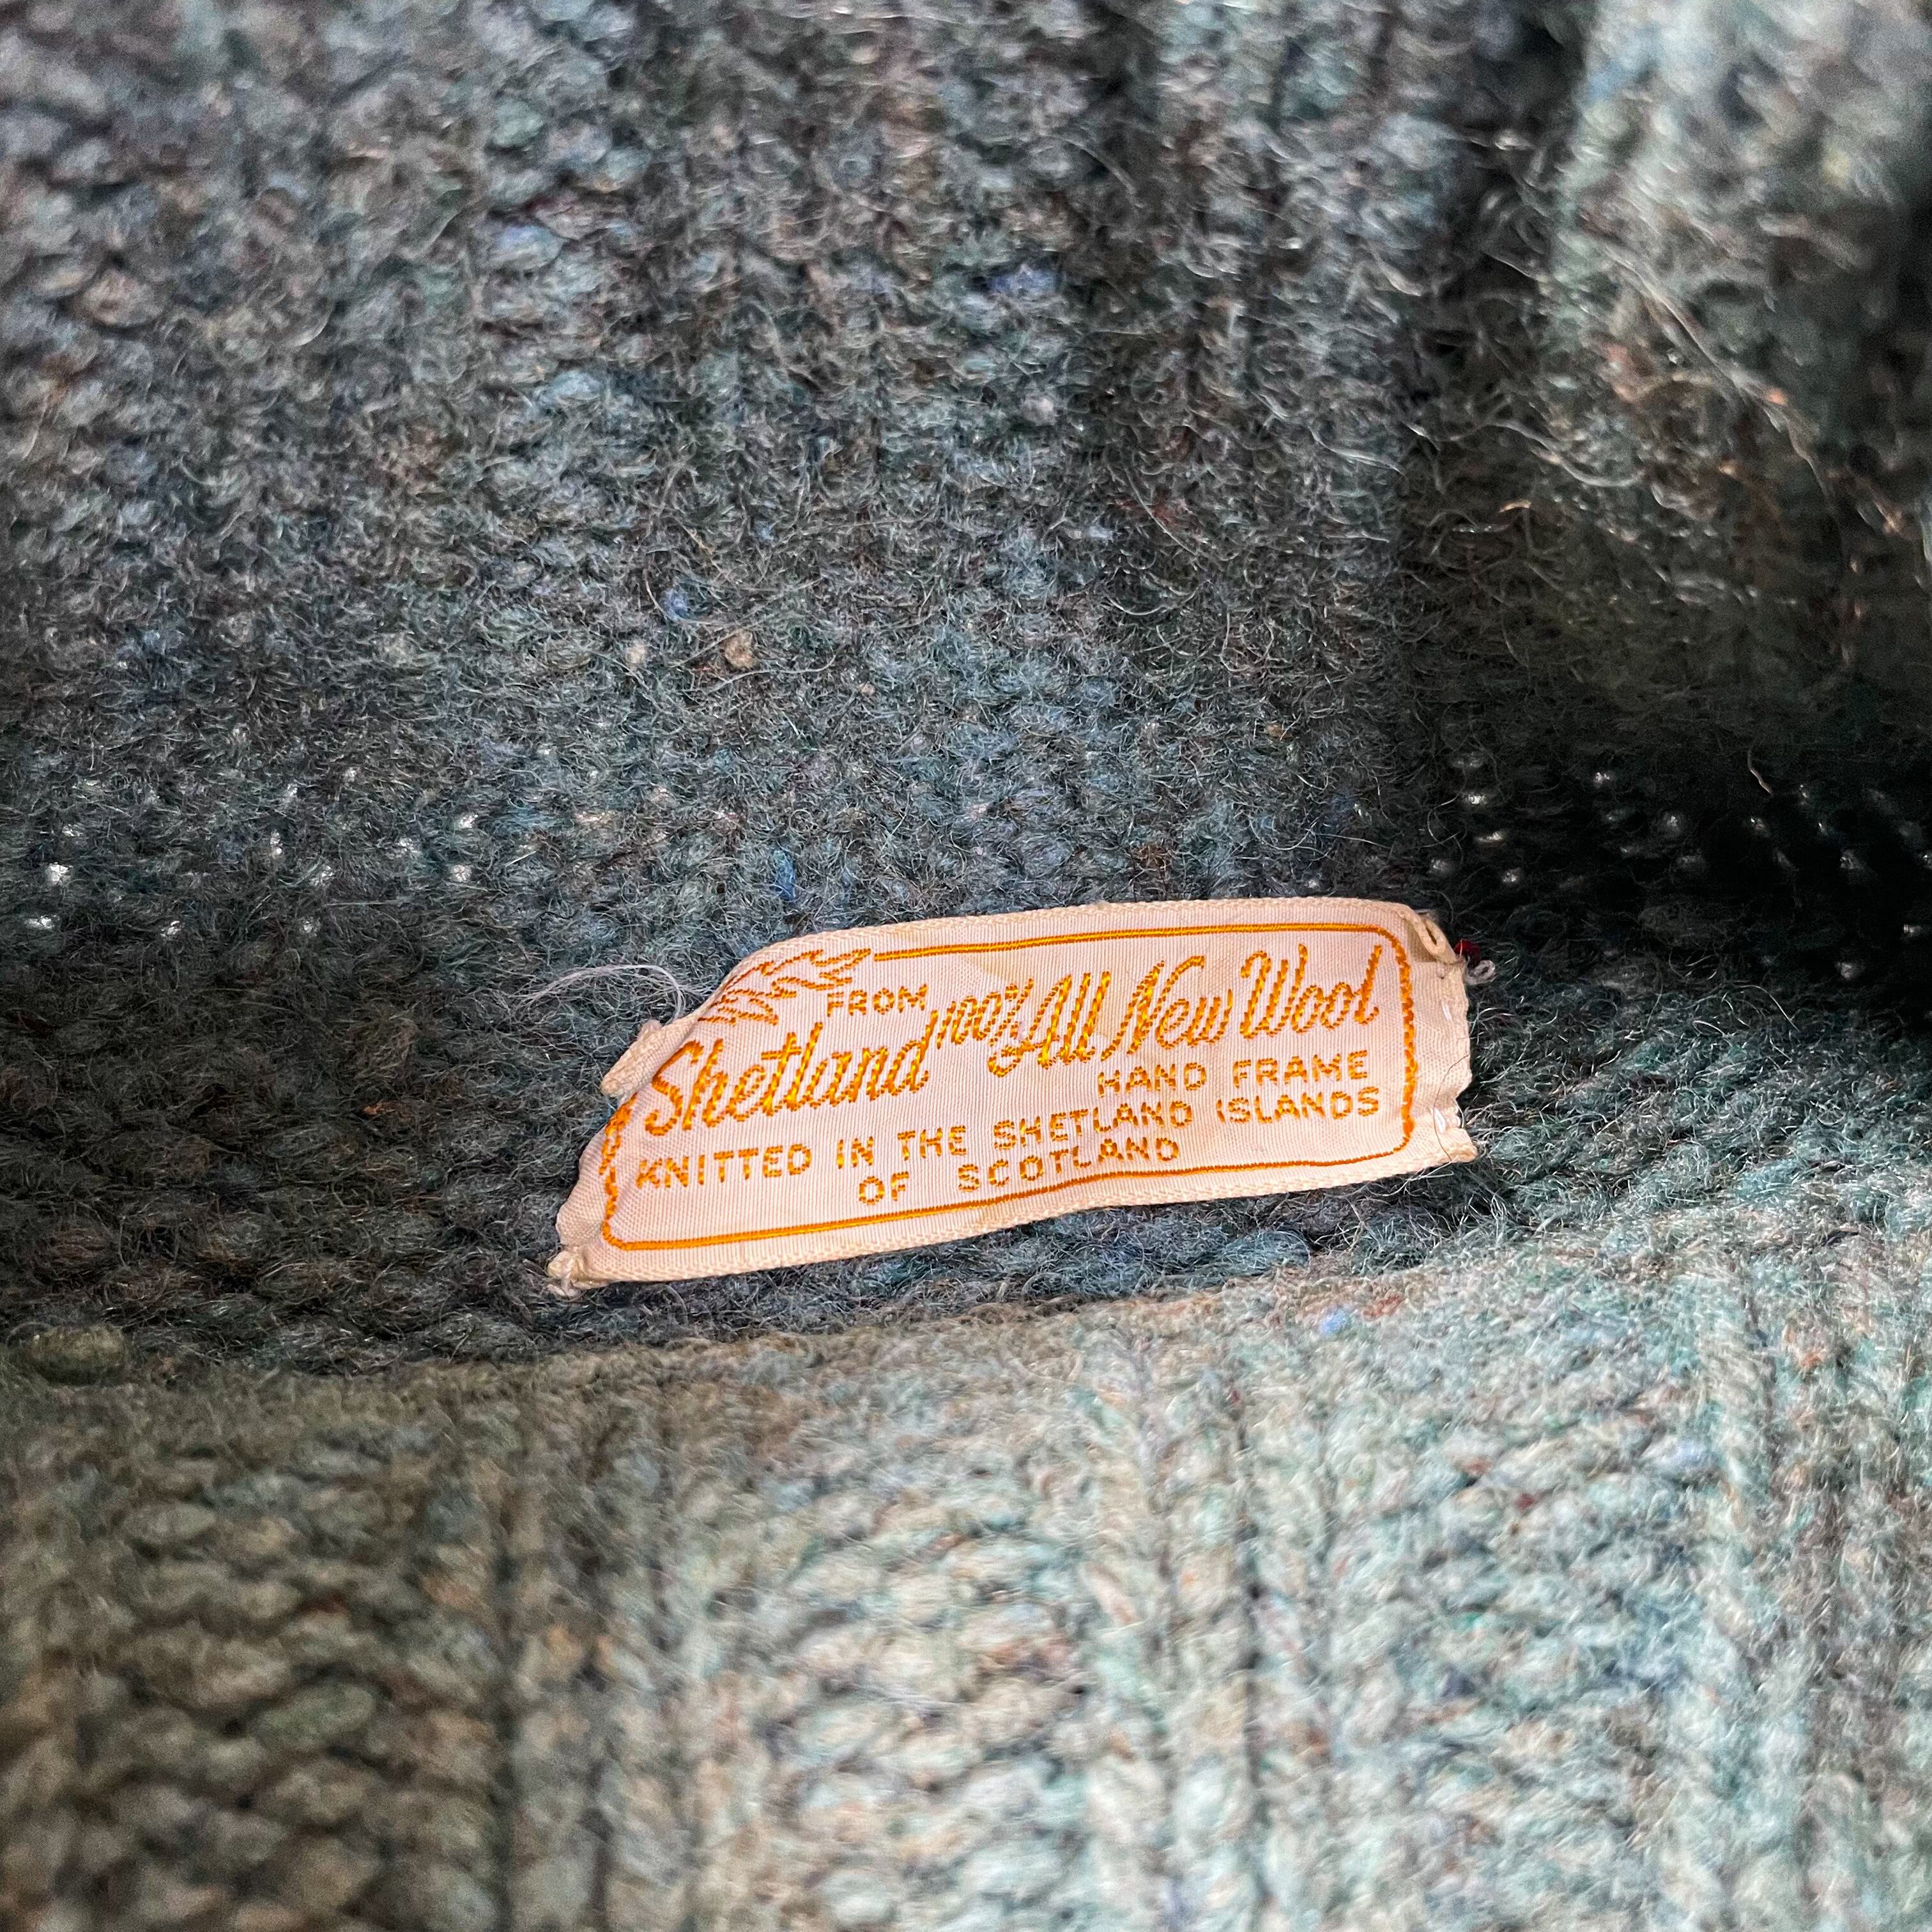 FROM
Shetland 100% All New Wool
HAND FRAME
KNITTED IN THE SHETLAND ISLANDS
OF SCOTLAND